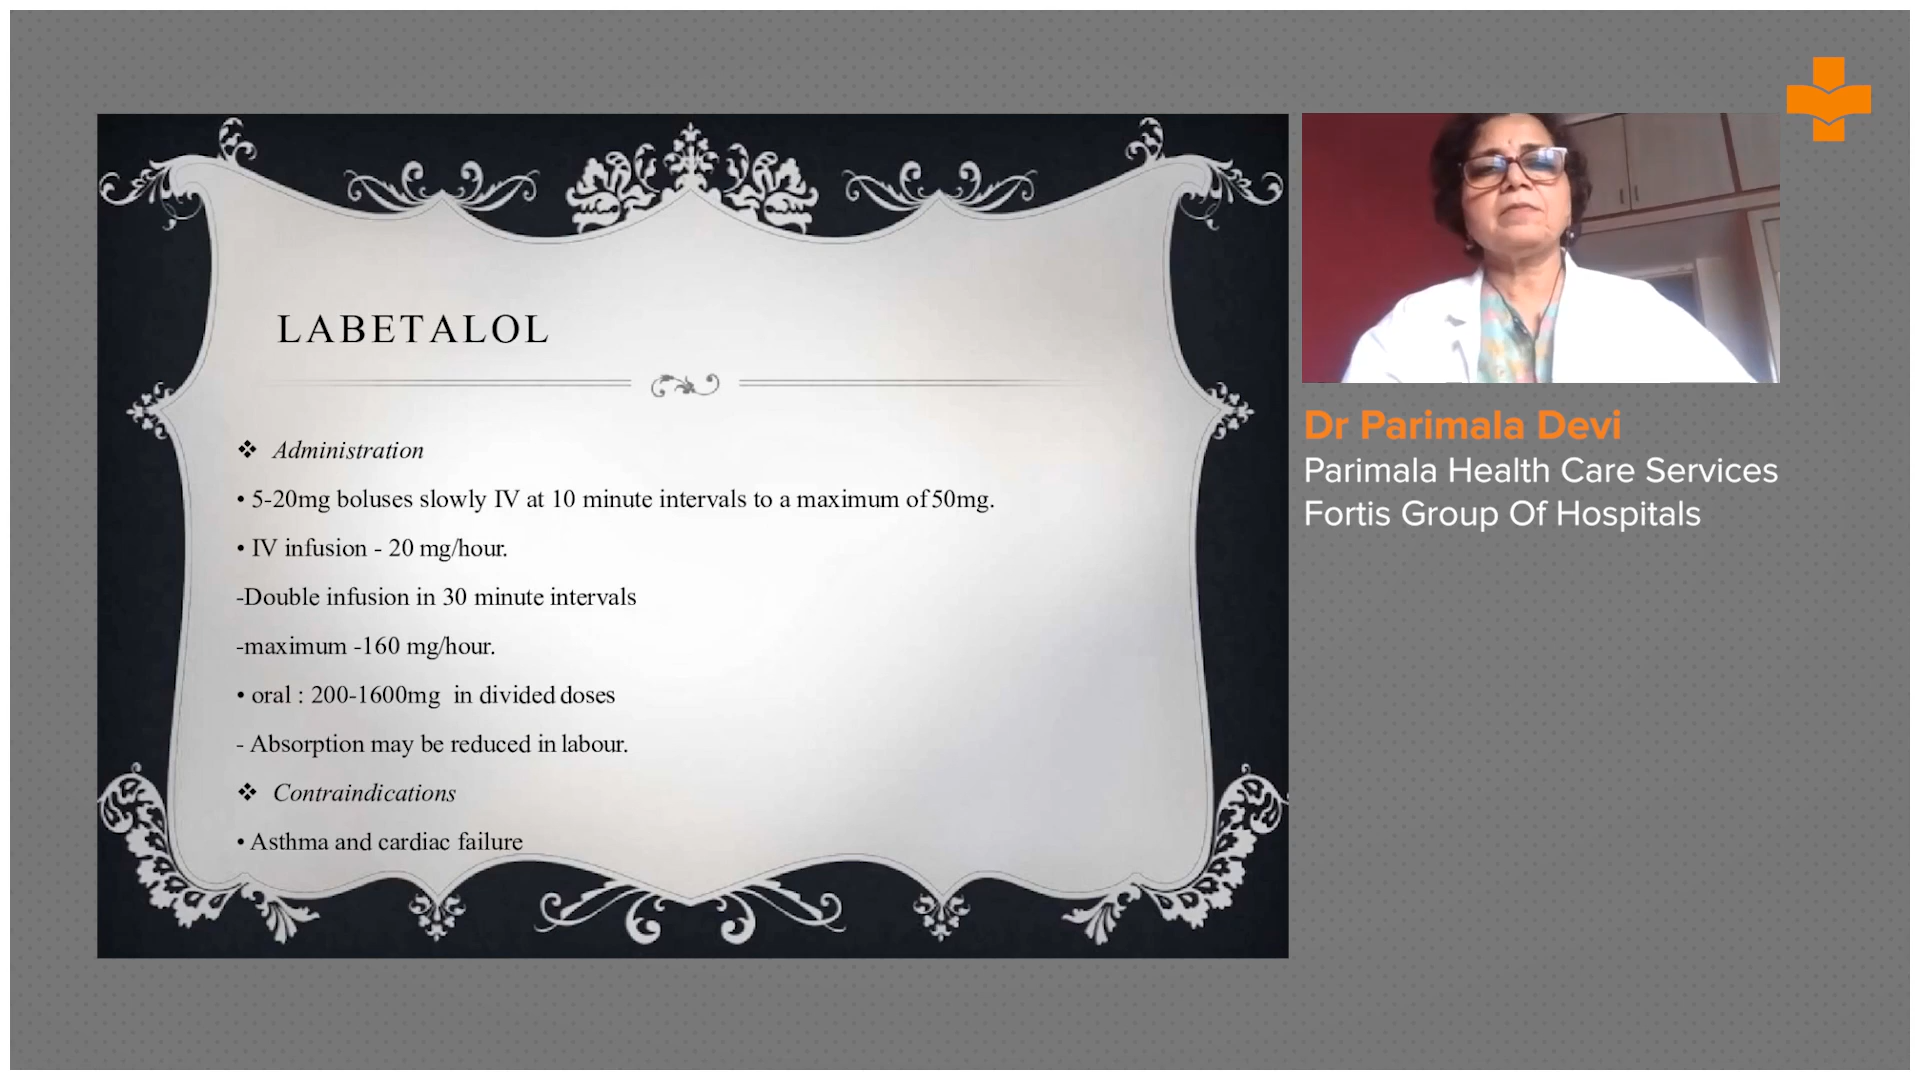 LABETALOL
❖ Administration
• 5-20mg boluses slowly IV at 10 minute intervals to a maximum of 50mg.
• IV infusion - 20 mg/hour.
-Double infusion in 30 minute intervals
-maximum -160 mg/hour.
• oral : 200-1600mg in divided doses
- Absorption may be reduced in labour.
❖ Contraindications
• Asthma and cardiac failure
Dr Parimala Devi
Parimala Health Care Services
Fortis Group Of Hospitals